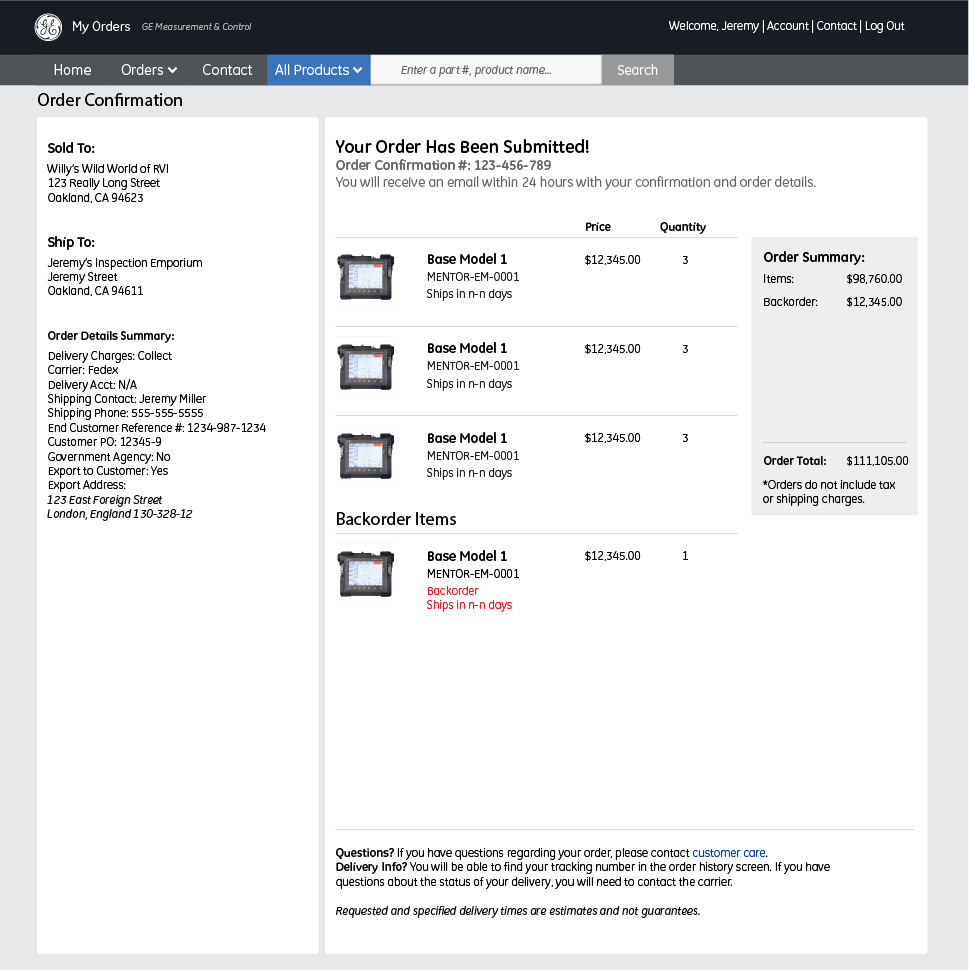 My Orders GE Measurement & Control
Welcome, Jeremy | Account | Contact | Log Out
Home Orders Contact All Products Enter a part #, product name... Search
Order Confirmation
Sold To:
Willy's Wild World of RVI
123 Really Long Street
Oakland, CA 94623
Ship To:
Jeremy's Inspection Emporium
Jeremy Street
Oakland, CA 94611
Order Details Summary:
Delivery Charges: Collect
Carrier: Fedex
Delivery Acct: N/A
Shipping Contact: Jeremy Miller
Shipping Phone: 555-555-5555
End Customer Reference #: 1234-987-1234
Customer PO: 12345-9
Government Agency: No
Export to Customer: Yes
Export Address:
123 East Foreign Street
London, England 130-328-12
Your Order Has Been Submitted!
Order Confirmation #: 123-456-789
You will receive an email within 24 hours with your confirmation and order details.
Price Quantity
Base Model 1 $12,345.00 3
MENTOR-EM-0001
Ships in n-n days
Base Model 1 $12,345.00 3
MENTOR-EM-0001
Ships in n-n days
Base Model 1 $12,345.00 3
MENTOR-EM-0001
Ships in n-n days
Backorder Items
Base Model 1 $12,345.00 1
MENTOR-EM-0001
Backorder
Ships in n-n days
Order Summary:
Items: $98,760.00
Backorder: $12,345.00
Order Total: $111,105.00
*Orders do not include tax
or shipping charges.
Questions? If you have questions regarding your order, please contact customer care.
Delivery Info? You will be able to find your tracking number in the order history screen. If you have
questions about the status of your delivery, you will need to contact the carrier.
Requested and specified delivery times are estimates and not guarantees.